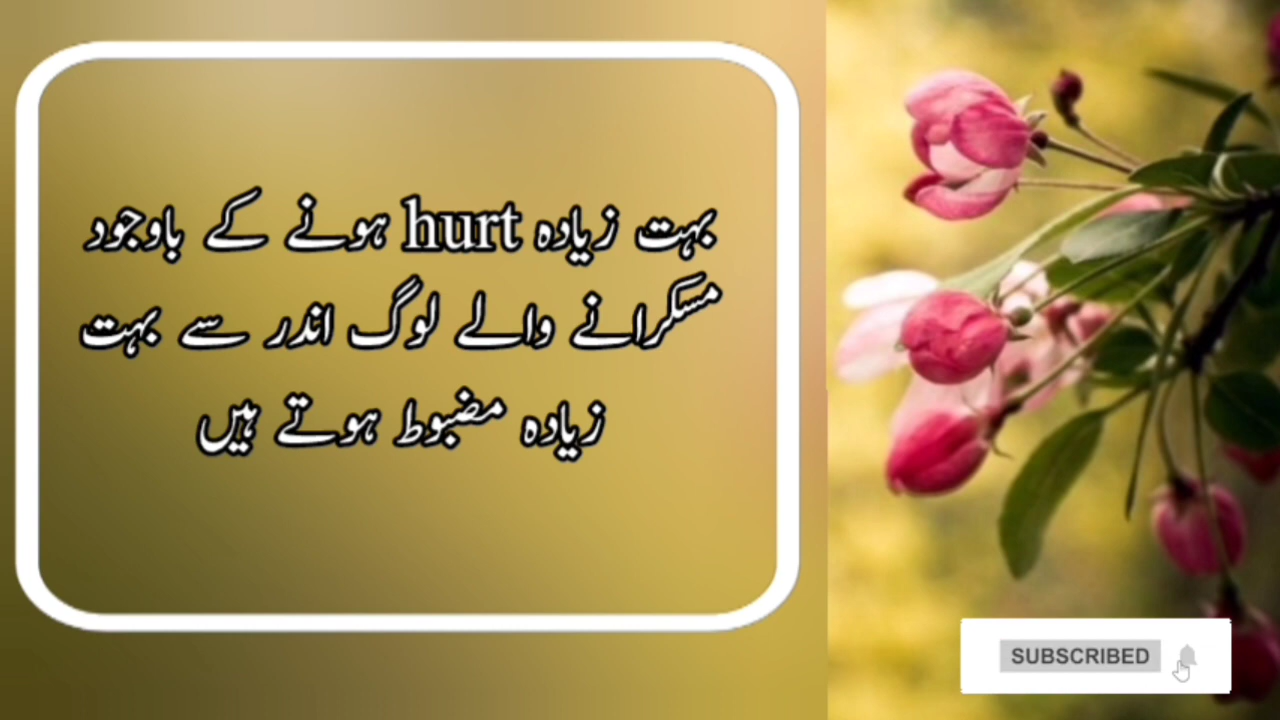 بہت زیادہ hurt ہونے کے باوجود
مسکرانے والے لوگ اندر سے بہت
زیادہ مضبوط ہوتے ہیں
SUBSCRIBED